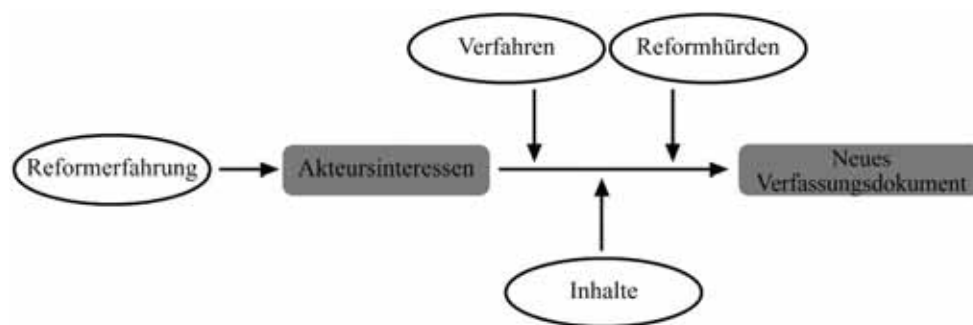 Verfahren
Reformhürden
Reformerfahrung
Akteursinteressen
Neues
Verfassungsdokument
Inhalte